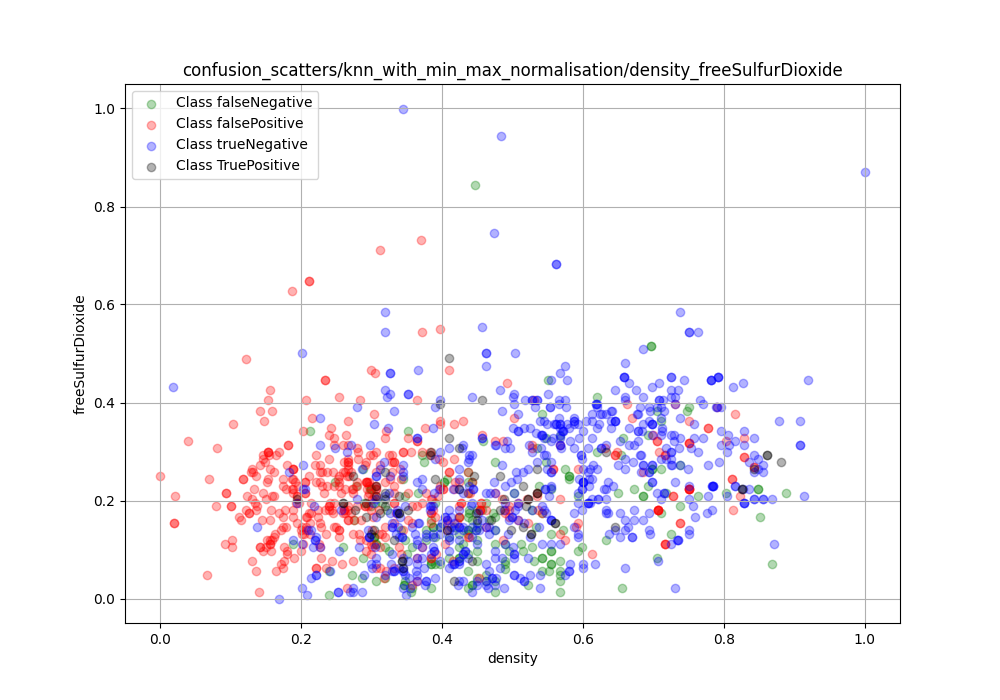 confusion_scatters/knn_with_min_max_normalisation/density_freeSulfurDioxide
Class falseNegative
Class falsePositive
Class trueNegative
Class TruePositive
1.0
0.8
0.6
0.4
0.2
0.0
freeSulfurDioxide
0.0 0.2 0.4 0.6 0.8 1.0
density